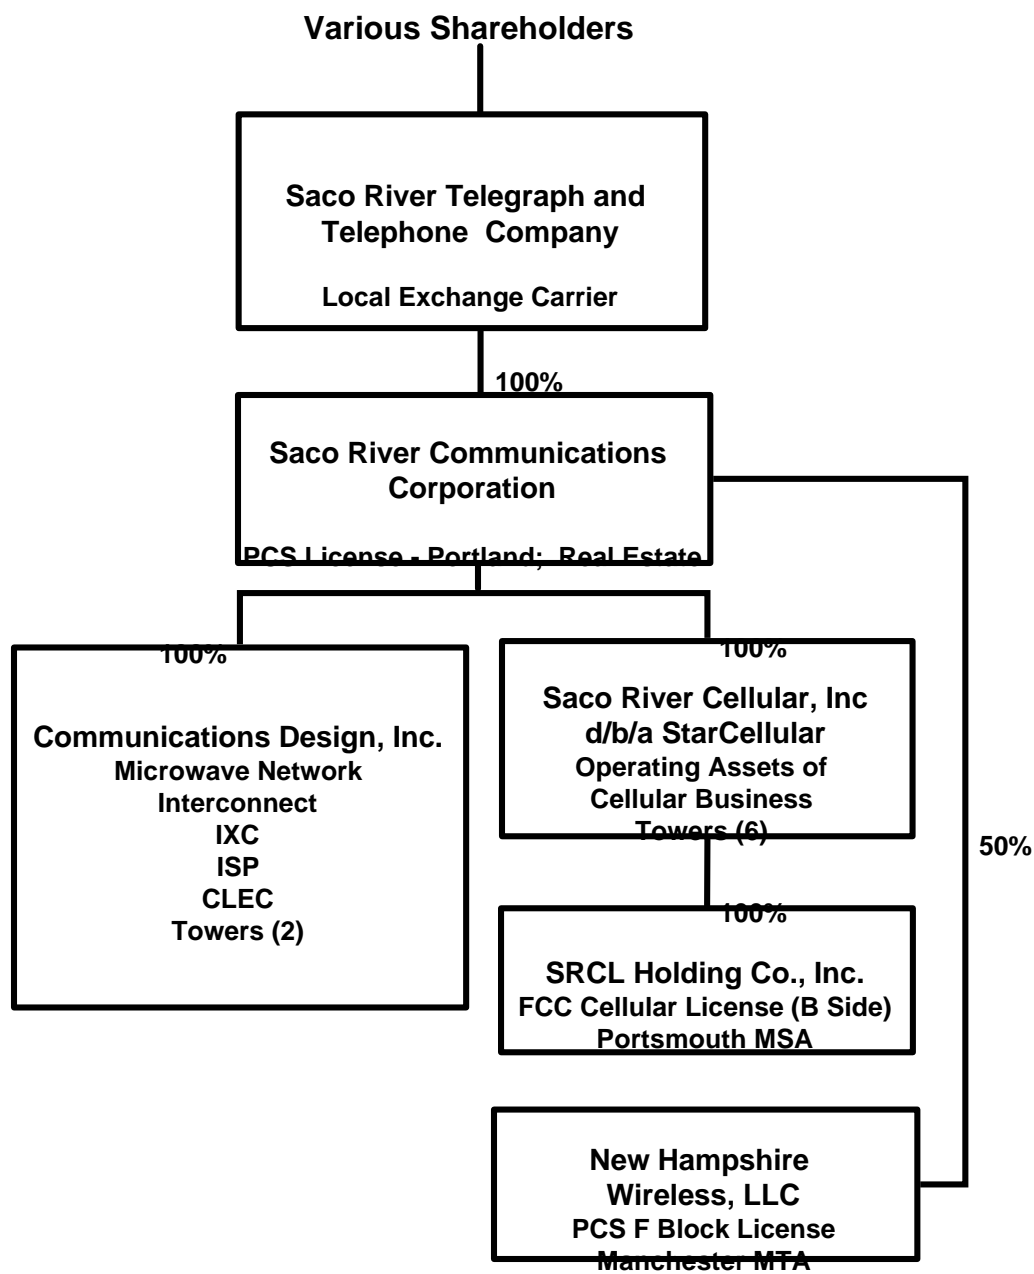 Various Shareholders
Saco River Telegraph and
Telephone Company
Local Exchange Carrier
100%
Saco River Communications
Corporation
PCS License - Portland; Real Estate
100%
Communications Design, Inc.
Microwave Network
Interconnect
IXC
ISP
CLEC
Towers (2)
100%
Saco River Cellular, Inc
d/b/a StarCellular
Operating Assets of
Cellular Business
Towers (6)
50%
100%
SRCL Holding Co., Inc.
FCC Cellular License (B Side)
Portsmouth MSA
New Hampshire
Wireless, LLC
PCS F Block License
Manchester MTA